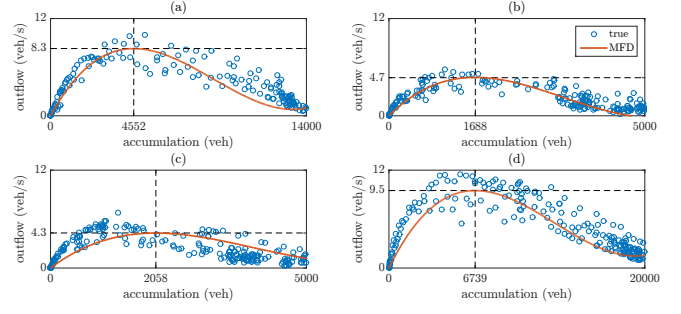 (a)
12
8.3
0
outflow (veh/s)
0
4552
14000
accumulation (veh)
(b)
12
4.7
0
outflow (veh/s)
true
MFD
0
1688
5000
accumulation (veh)
(c)
12
4.3
0
outflow (veh/s)
0
2058
5000
accumulation (veh)
(d)
12
9.5
0
outflow (veh/s)
0
6739
20000
accumulation (veh)